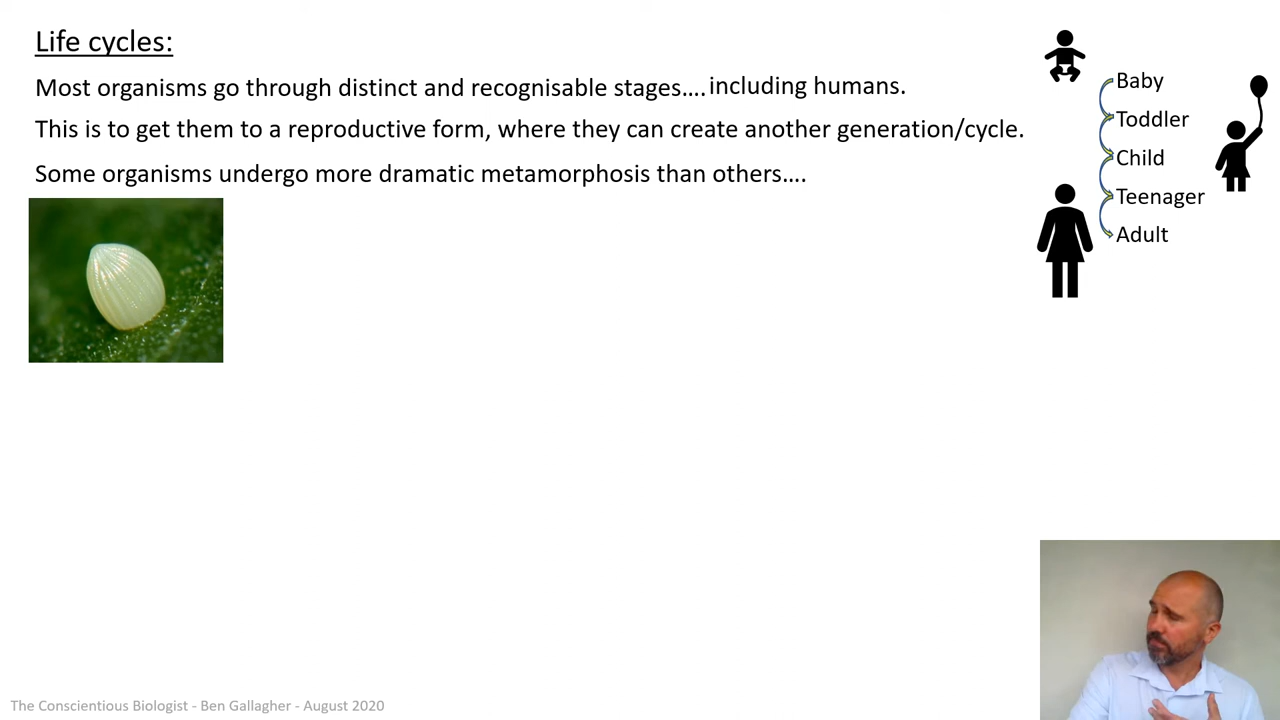 Life cycles:
Most organisms go through distinct and recognisable stages….including humans.
This is to get them to a reproductive form, where they can create another generation/cycle.
Some organisms undergo more dramatic metamorphosis than others….
Baby
Toddler
Child
Teenager
Adult
The Conscientious Biologist - Ben Gallagher - August 2020